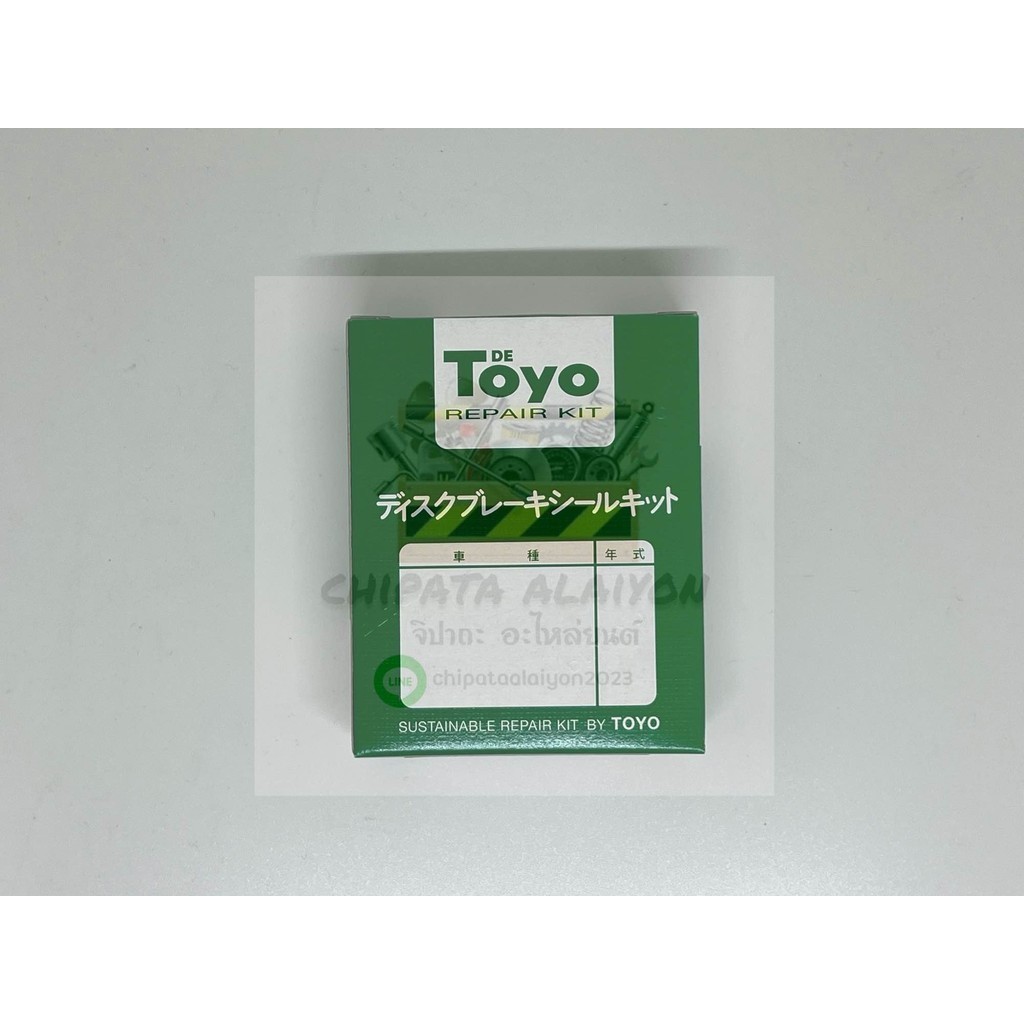 DE
Toyo
REPAIR KIT
ディスクブレーキシールキット
車種 年式
CHIPATA ALAIYON
จิปาถะ อะไหล่ยนต์
LINE chipataalaiyon2023
SUSTAINABLE REPAIR KIT BY TOYO